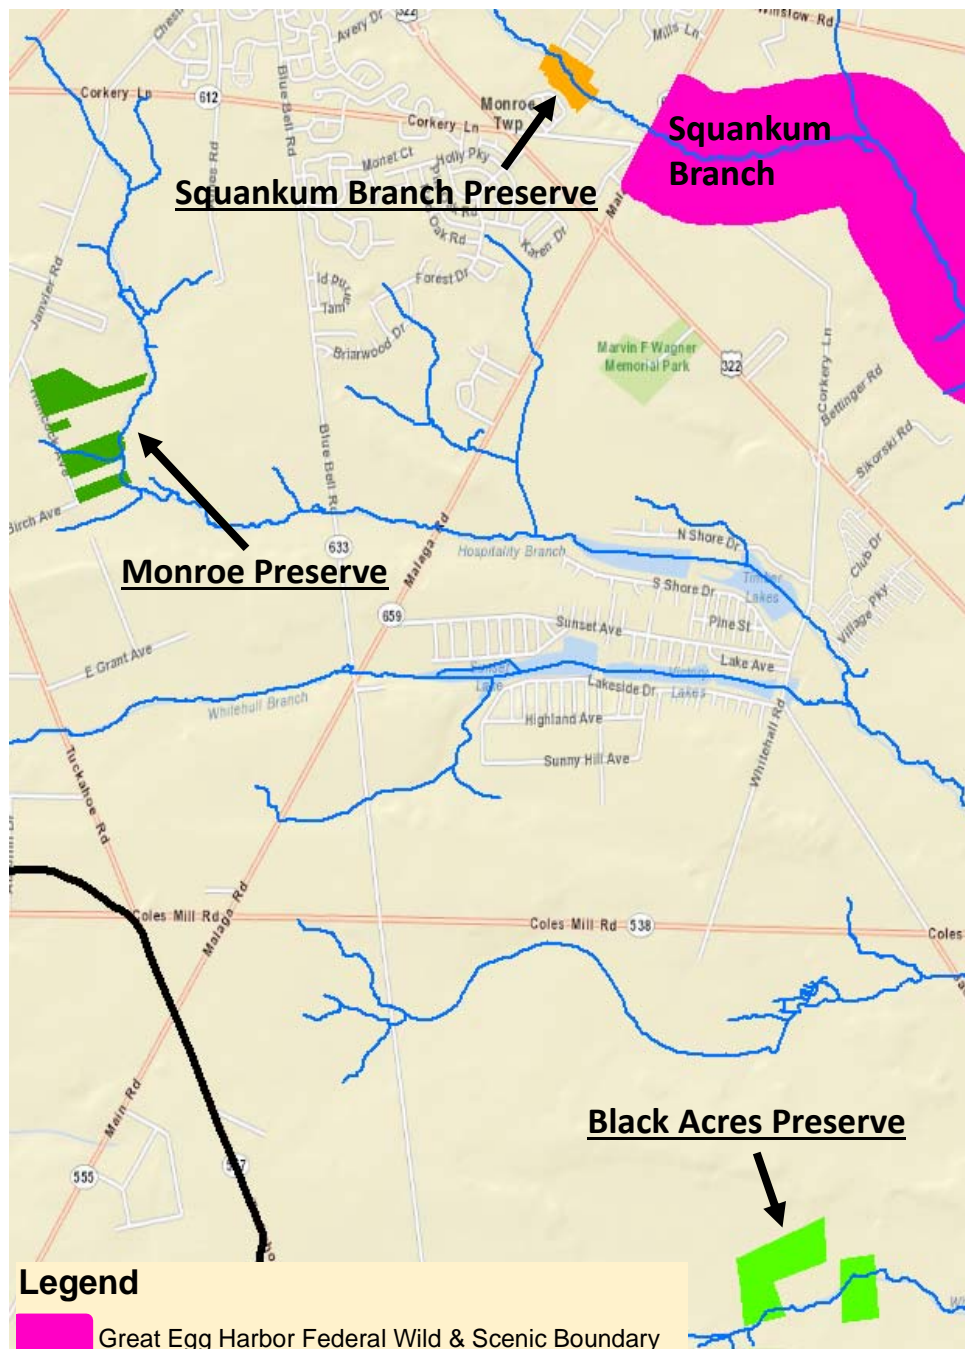 322
Winslow Rd
Avery Dr
Mills Ln
Corkery Ln
612
Blue Bell Rd
Monroe
Twp
Corkery Ln
Squankum
Branch
Monet Ct
Holly Pky
Squankum Branch Preserve
Oak Rd
Karen Dr
Forest Dr
Janvier Rd
Briarwood Dr
Marvin F Wagner
Memorial Park
322
Corkery Ln
Bettinger Rd
Sikorski Rd
Blue Bell Rd
Birch Ave
633
Malaga Rd
Hospitality Branch
N Shore Dr
Club Dr
Monroe Preserve
S Shore Dr
Timber
Lakes
Village Pky
659
Sunset Ave
Pine St
E Grant Ave
Lake Ave
Sunset
Lake
Victory
Lakes
Lakeside Dr
Whitehall Branch
Highland Ave
Whitehall Rd
Sunny Hill Ave
Tuckahoe Rd
Malaga Rd
Coles Mill Rd
Coles Mill Rd
538
Coles
Main Rd
Black Acres Preserve
555
Legend
Great Egg Harbor Federal Wild & Scenic Boundary